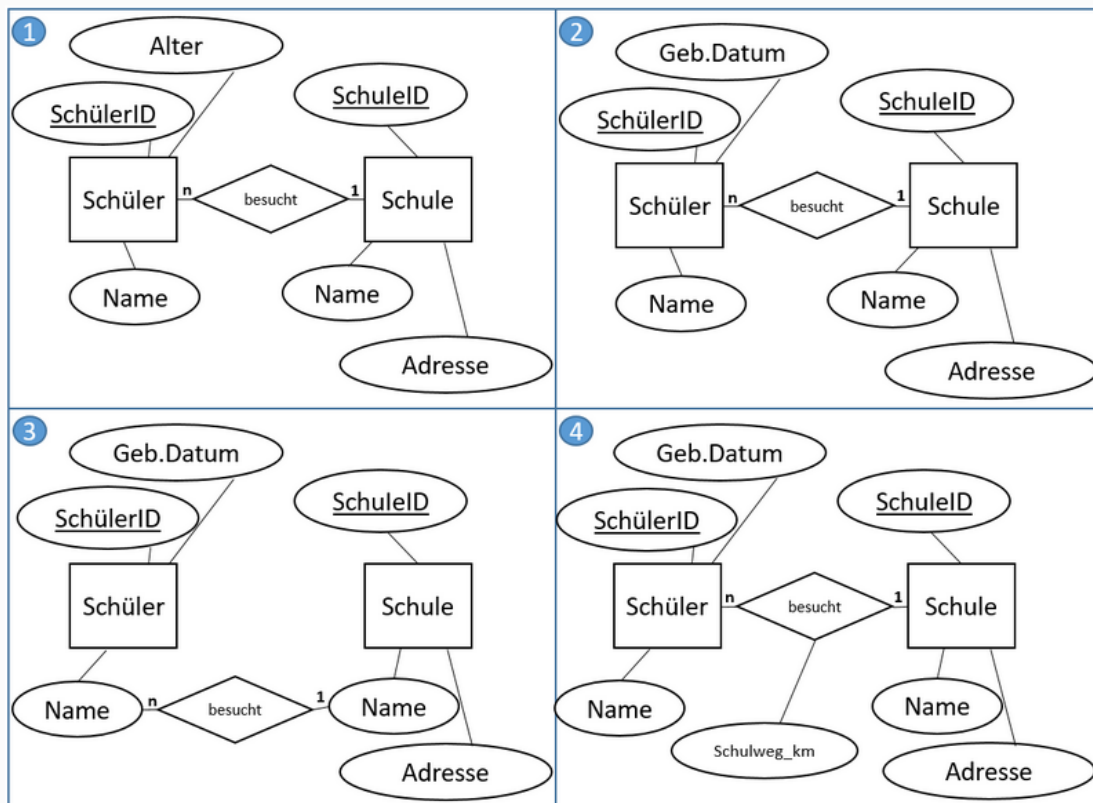 1
Alter
SchülerID
SchuleID
Schüler
n
besucht
1
Schule
Name
Name
Adresse
2
Geb.Datum
SchülerID
SchuleID
Schüler
n
besucht
1
Schule
Name
Name
Adresse
3
Geb.Datum
SchülerID
SchuleID
Schüler
Schule
Name
n
besucht
1
Name
Adresse
4
Geb.Datum
SchülerID
SchuleID
Schüler
n
besucht
1
Schule
Name
Name
Schulweg_km
Adresse